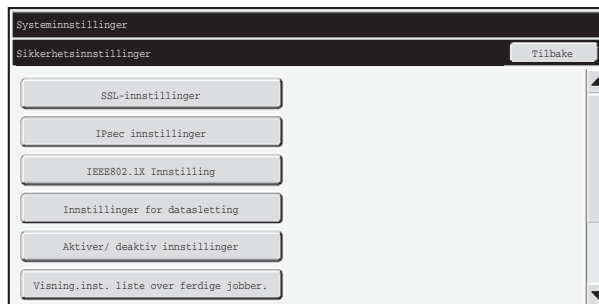 Systeminnstillinger
Sikkerhetsinnstillinger
Tilbake
SSL-innstillinger
IPsec innstillinger
IEEE802.1X Innstilling
Innstillinger for datasletting
Aktiver/ deaktiv innstillinger
Visning.inst. liste over ferdige jobber.